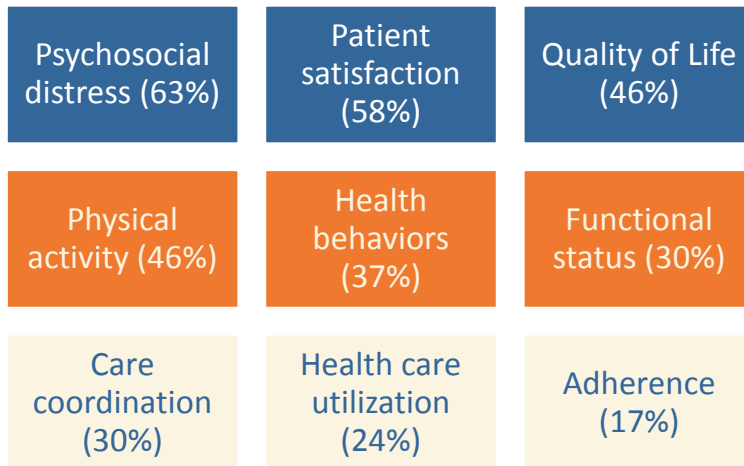 Psychosocial
distress (63%)
Patient
satisfaction
(58%)
Quality of Life
(46%)
Physical
activity (46%)
Health
behaviors
(37%)
Functional
status (30%)
Care
coordination
(30%)
Health care
utilization
(24%)
Adherence
(17%)